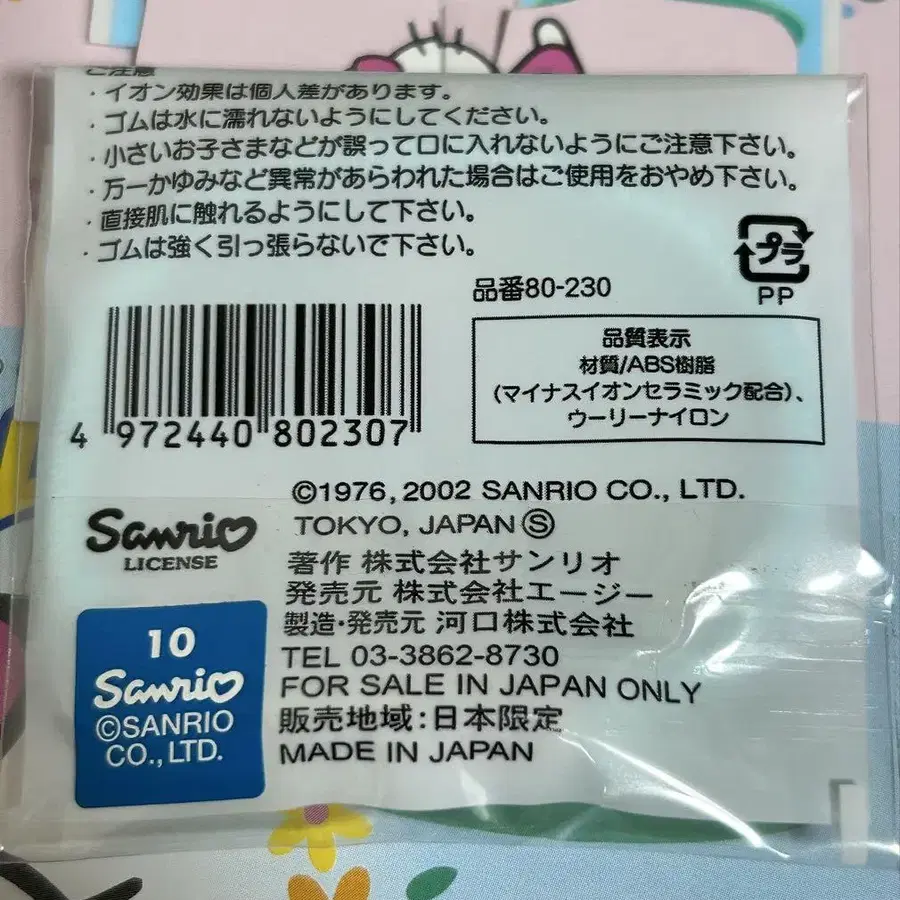 ご注意
・イオン効果は個人差があります。
・ゴムは水に濡れないようにしてください。
・小さいお子さまなどが誤って口に入れないようにご注意下さい。
・万一かゆみなど異常があらわれた場合はご使用をおやめ下さい。
・直接肌に触れるようにして下さい。
・ゴムは強く引っ張らないで下さい。
品番80-230
プラ
PP
品質表示
材質/ABS樹脂
(マイナスイオンセラミック配合)、
ウーリーナイロン
4 972440 802307
©1976, 2002 SANRIO CO., LTD.
TOKYO, JAPAN Ⓢ
著作 株式会社サンリオ
発売元 株式会社エージー
製造・発売元 河口株式会社
TEL 03-3862-8730
FOR SALE IN JAPAN ONLY
販売地域:日本限定
MADE IN JAPAN
Sanrio
LICENSE
10
Sanrio
©SANRIO
CO., LTD.